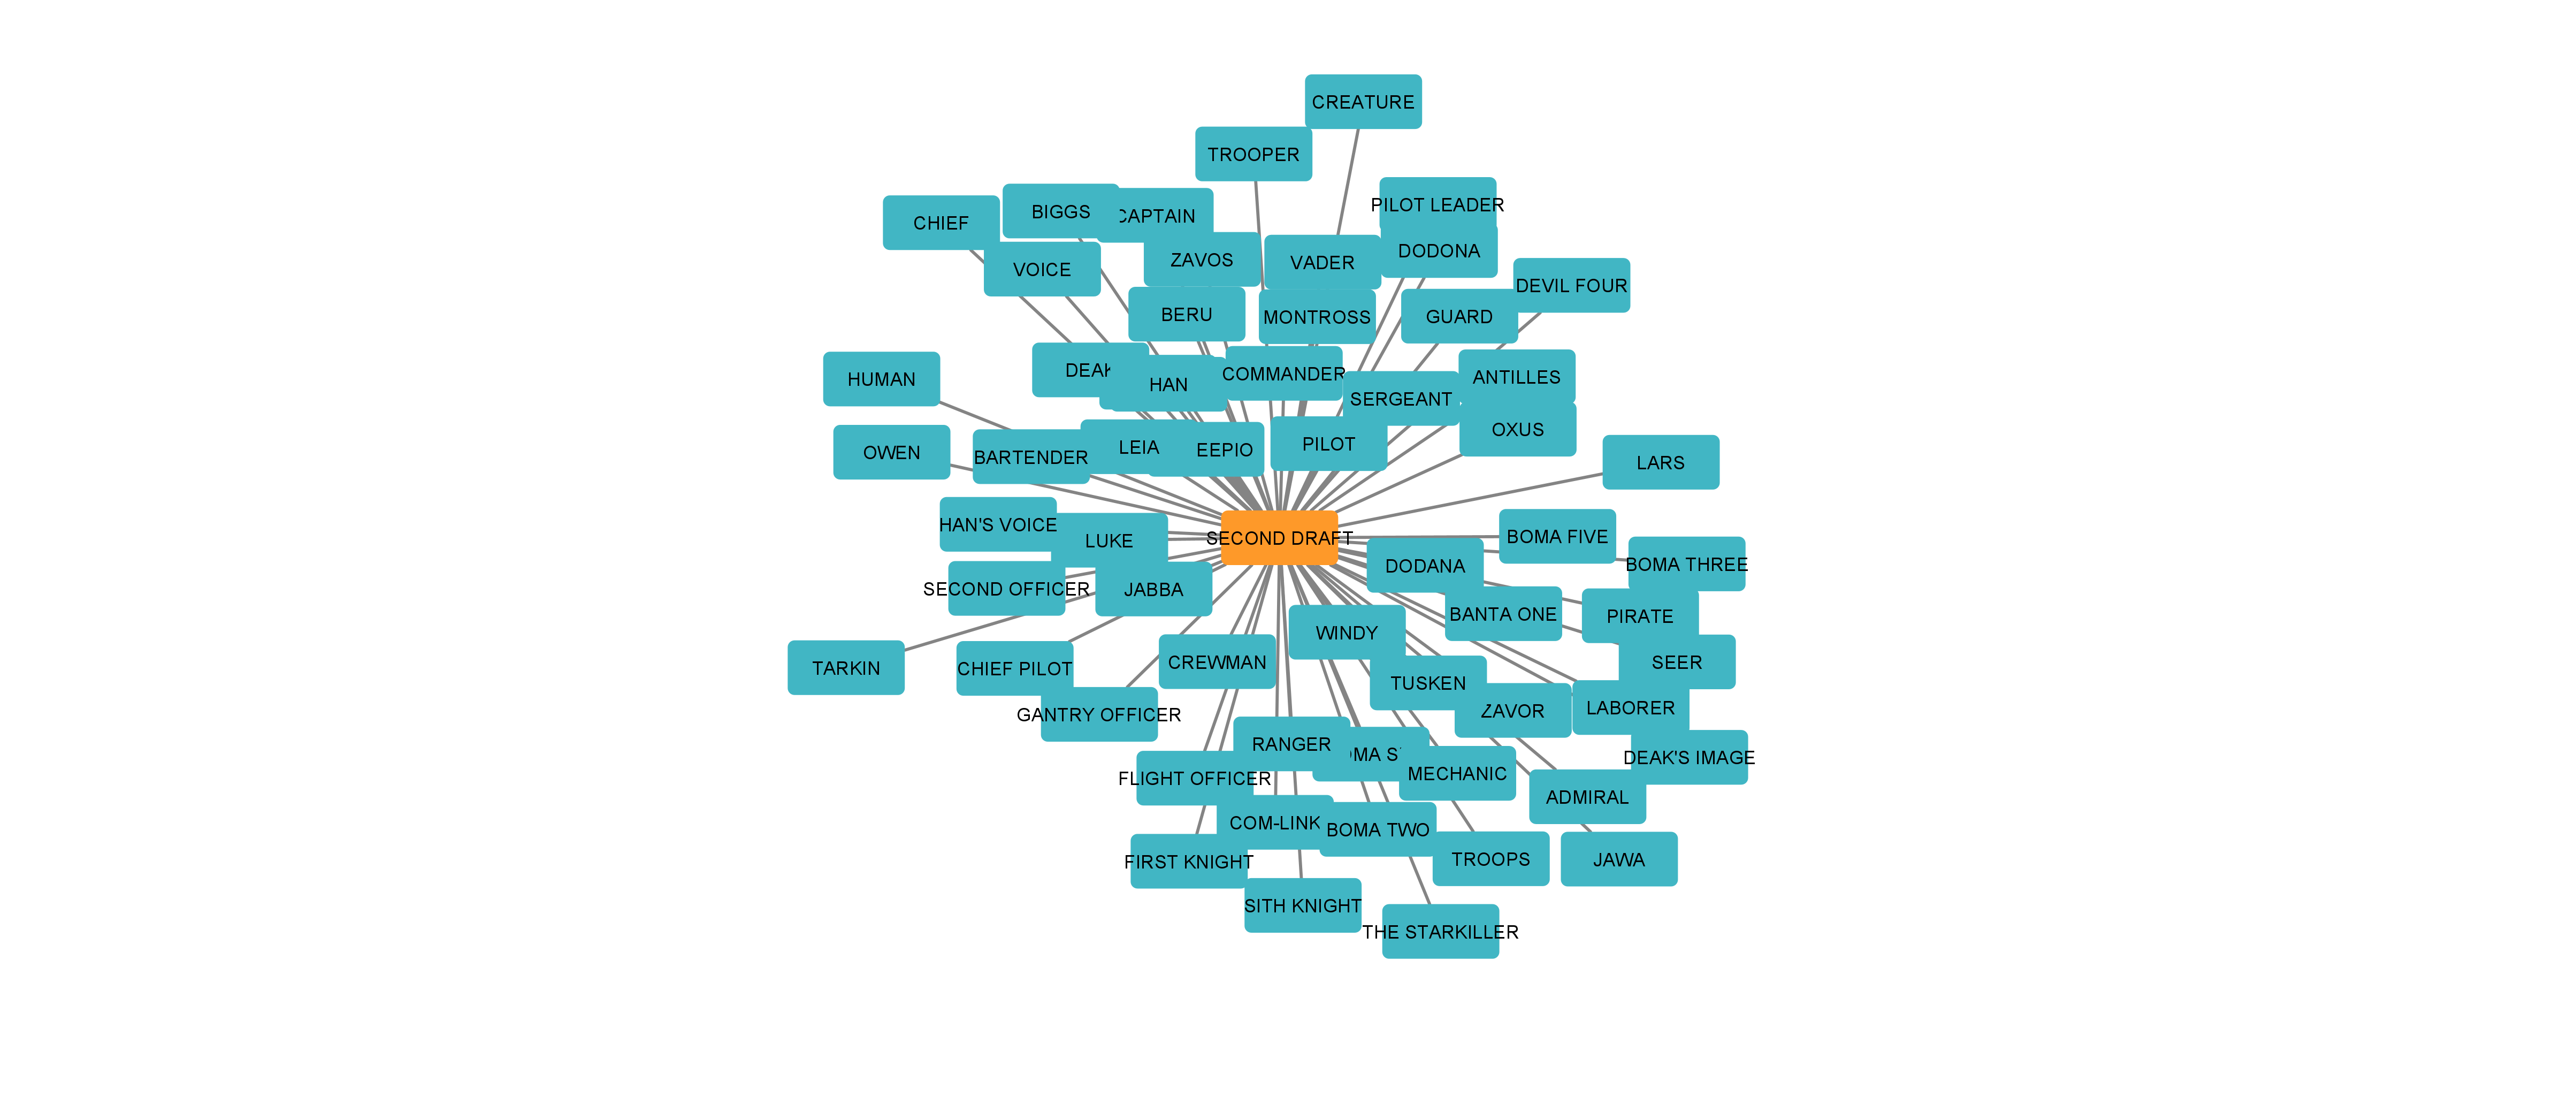 CREATURE
TROOPER
PILOT LEADER
BIGGS
CAPTAIN
CHIEF
DODONA
ZAVOS
VADER
VOICE
DEVIL FOUR
BERU
MONTROSS
GUARD
DEAK
COMMANDER
ANTILLES
HUMAN
HAN
SERGEANT
OXUS
PILOT
LEIA
EEPIO
OWEN
BARTENDER
LARS
HAN'S VOICE
BOMA FIVE
SECOND DRAFT
LUKE
BOMA THREE
DODANA
SECOND OFFICER
JABBA
BANTA ONE
PIRATE
WINDY
CREWMAN
SEER
TARKIN
CHIEF PILOT
TUSKEN
LABORER
ZAVOR
GANTRY OFFICER
RANGER
OMA S
DEAK'S IMAGE
MECHANIC
FLIGHT OFFICER
ADMIRAL
COM-LINK
BOMA TWO
TROOPS
JAWA
FIRST KNIGHT
SITH KNIGHT
THE STARKILLER